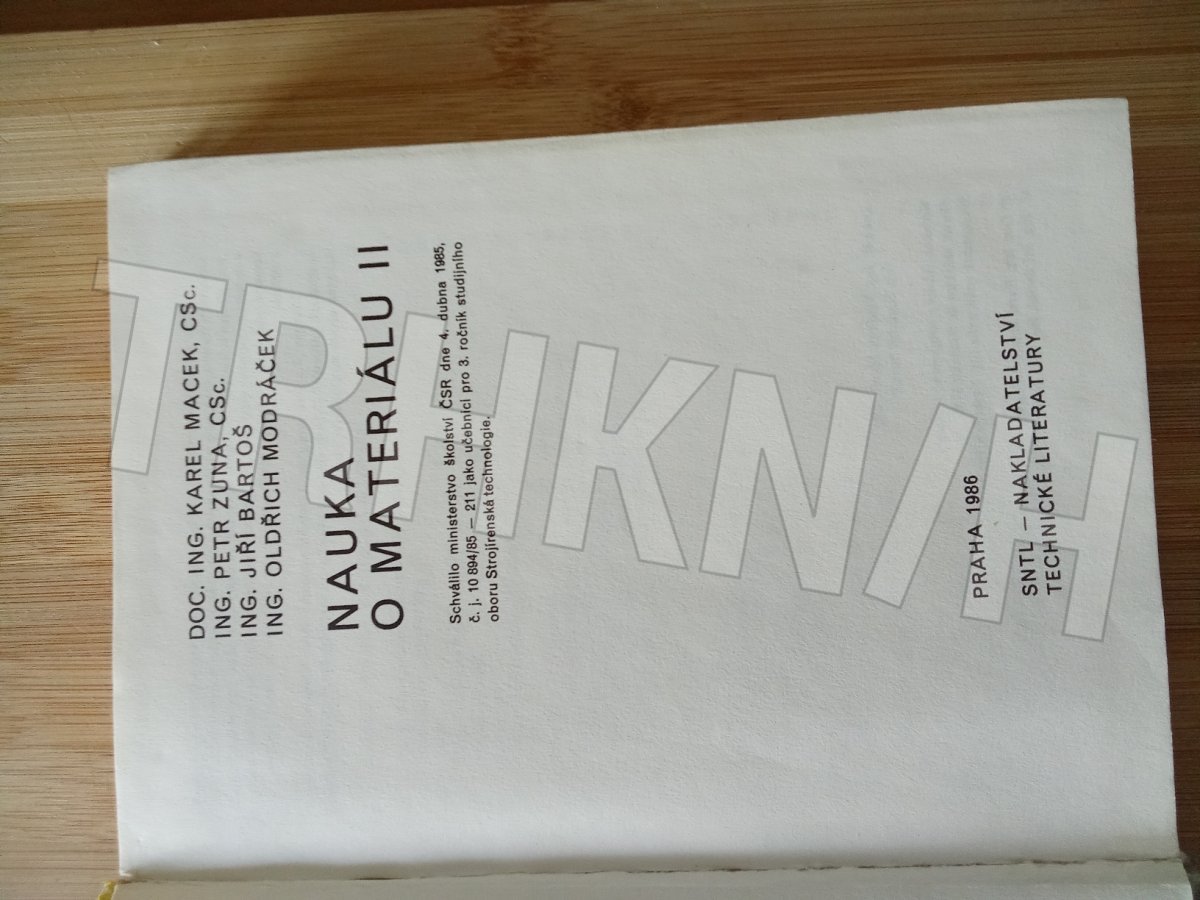 DOC. ING. KAREL MACEK, CSc.
ING. PETR ZUNA, CSc.
ING. JIŘÍ BARTOŠ
ING. OLDŘICH MODRÁČEK
NAUKA
O MATERIÁLU II
Schválilo ministerstvo školství ČSR dne 4. dubna 1985,
č. j. 10 894/85 — 211 jako učebnici pro 3. ročník studijního
oboru Strojírenská technologie.
PRAHA 1986
SNTL — NAKLADATELSTVÍ
TECHNICKÉ LITERATURY
TRHKNIH